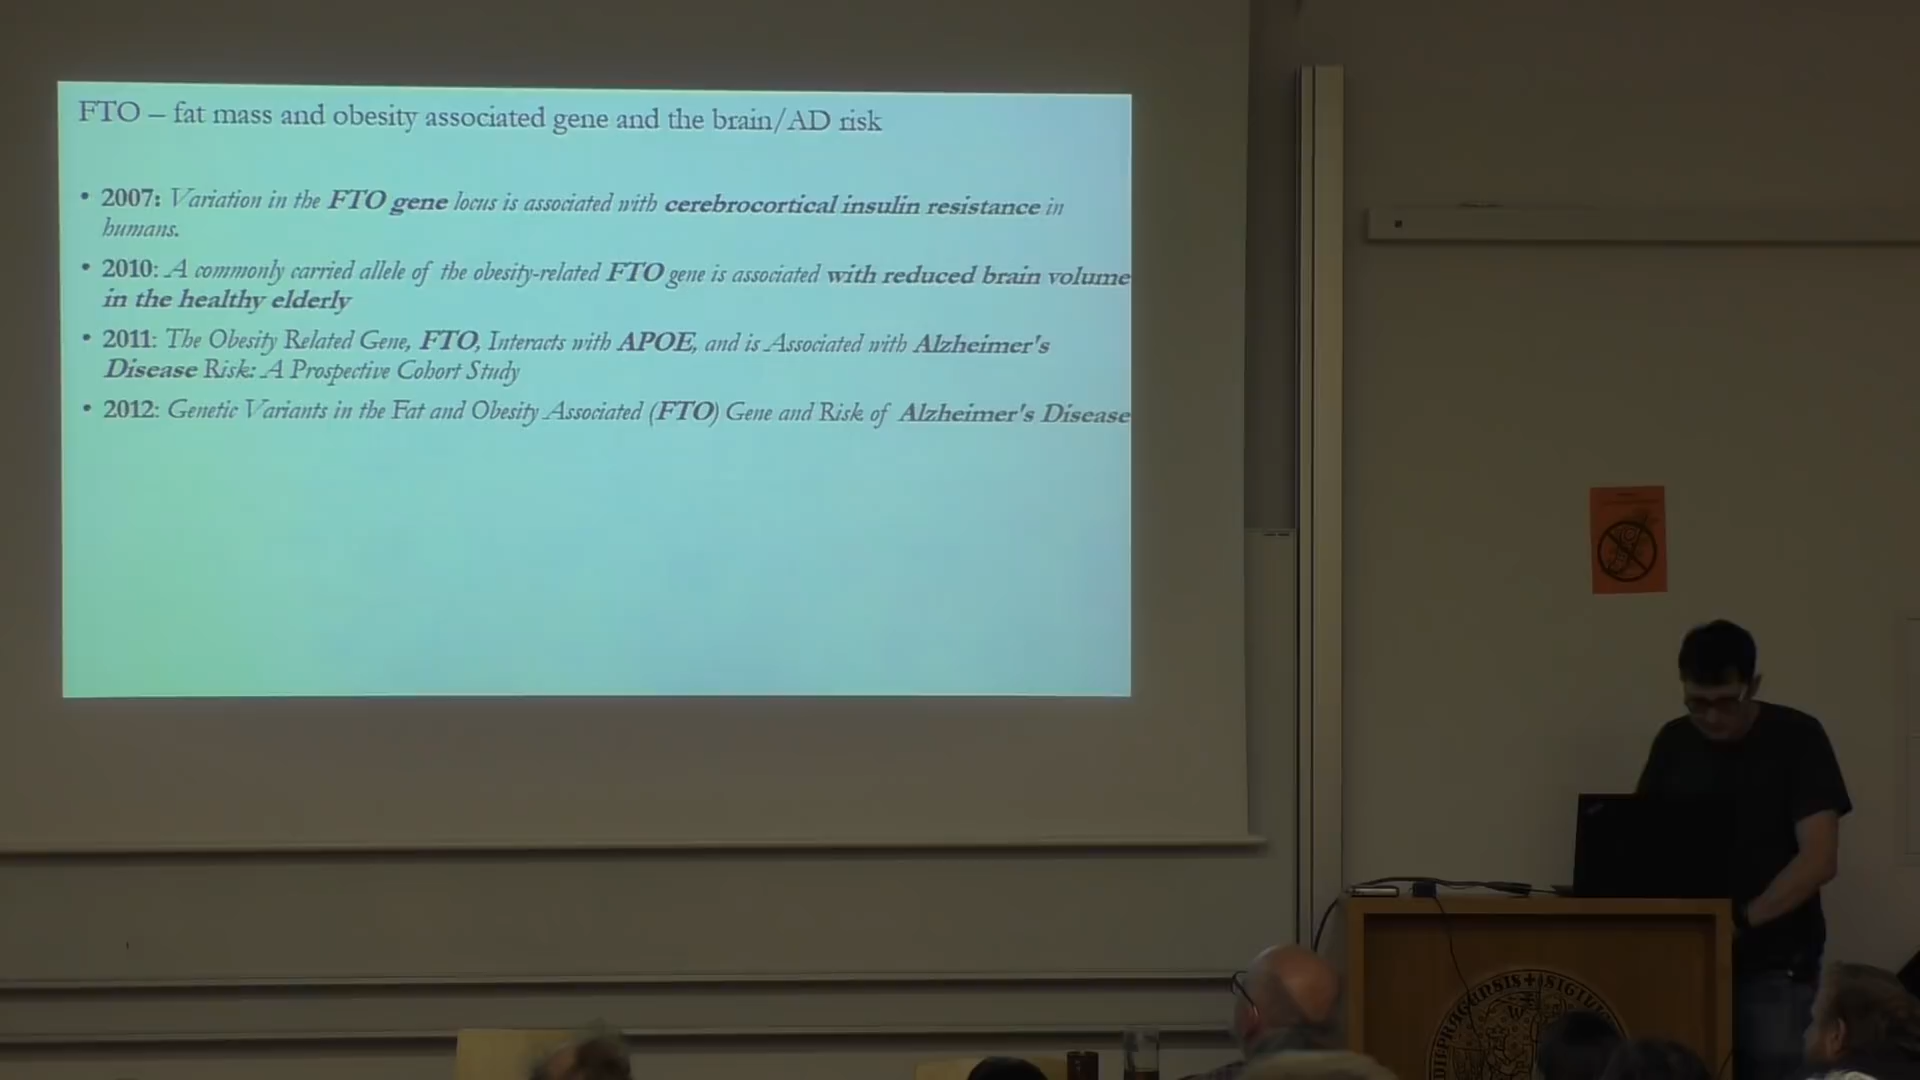 FTO – fat mass and obesity associated gene and the brain/AD risk
• 2007: Variation in the FTO gene locus is associated with cerebrocortical insulin resistance in
humans.
• 2010: A commonly carried allele of the obesity-related FTO gene is associated with reduced brain volume
in the healthy elderly
• 2011: The Obesity Related Gene, FTO, Interacts with APOE, and is Associated with Alzheimer's
Disease Risk: A Prospective Cohort Study
• 2012: Genetic Variants in the Fat and Obesity Associated (FTO) Gene and Risk of Alzheimer's Disease